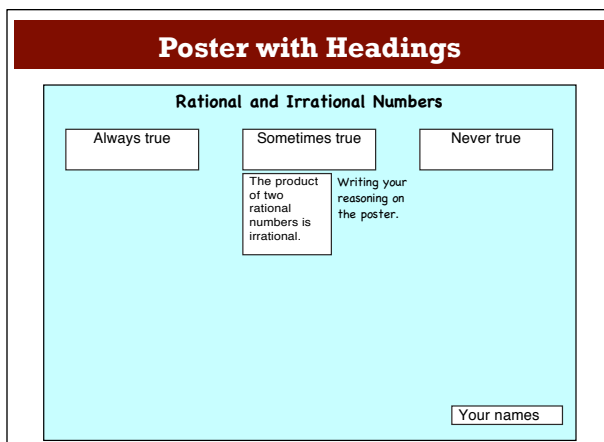 Poster with Headings
Rational and Irrational Numbers
Always true
Sometimes true
Never true
The product
of two
rational
numbers is
irrational.
Writing your
reasoning on
the poster.
Your names